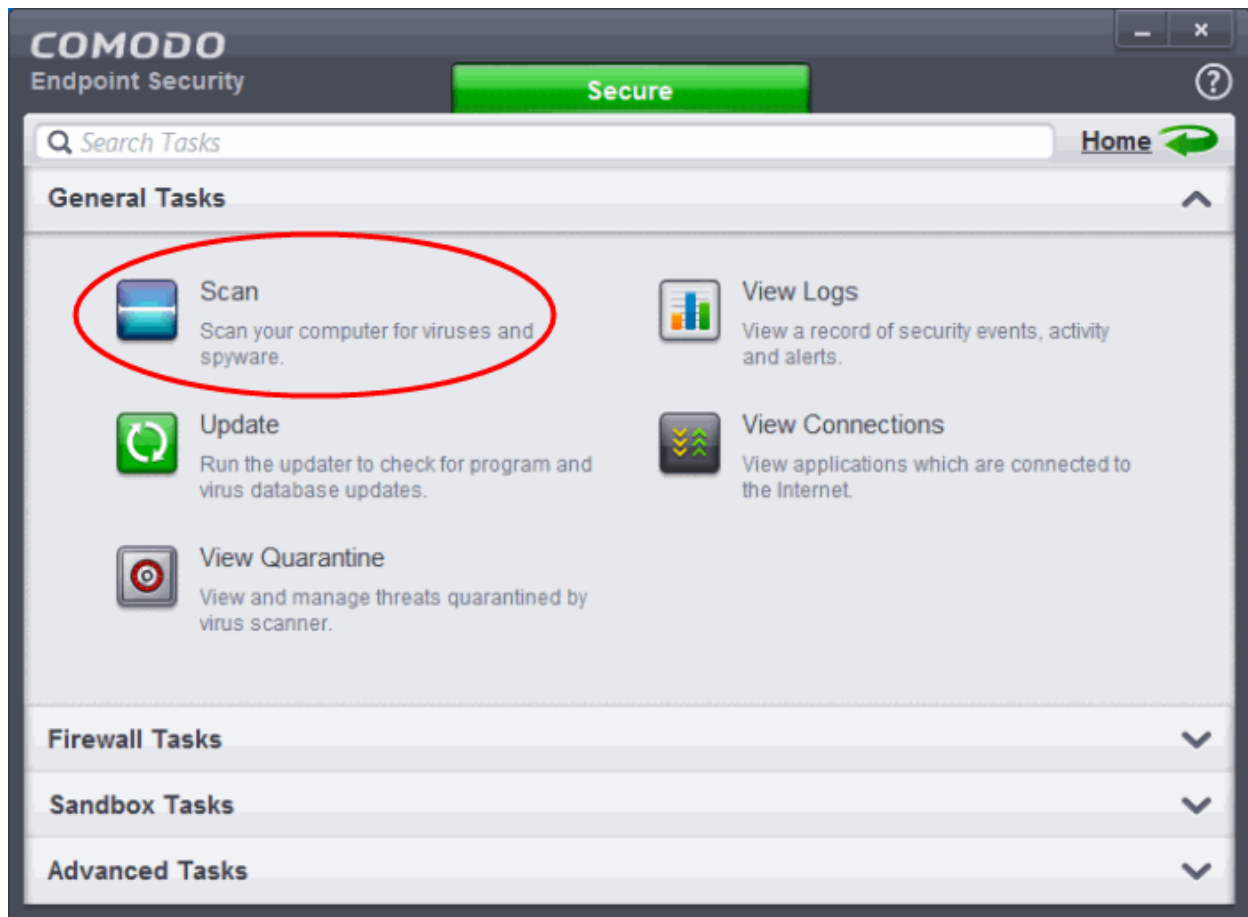 COMODO
Endpoint Security
Secure
?
Search Tasks
Home
General Tasks
Scan
Scan your computer for viruses and
spyware.
View Logs
View a record of security events, activity
and alerts.
Update
Run the updater to check for program and
virus database updates.
View Connections
View applications which are connected to
the Internet.
View Quarantine
View and manage threats quarantined by
virus scanner.
Firewall Tasks
Sandbox Tasks
Advanced Tasks